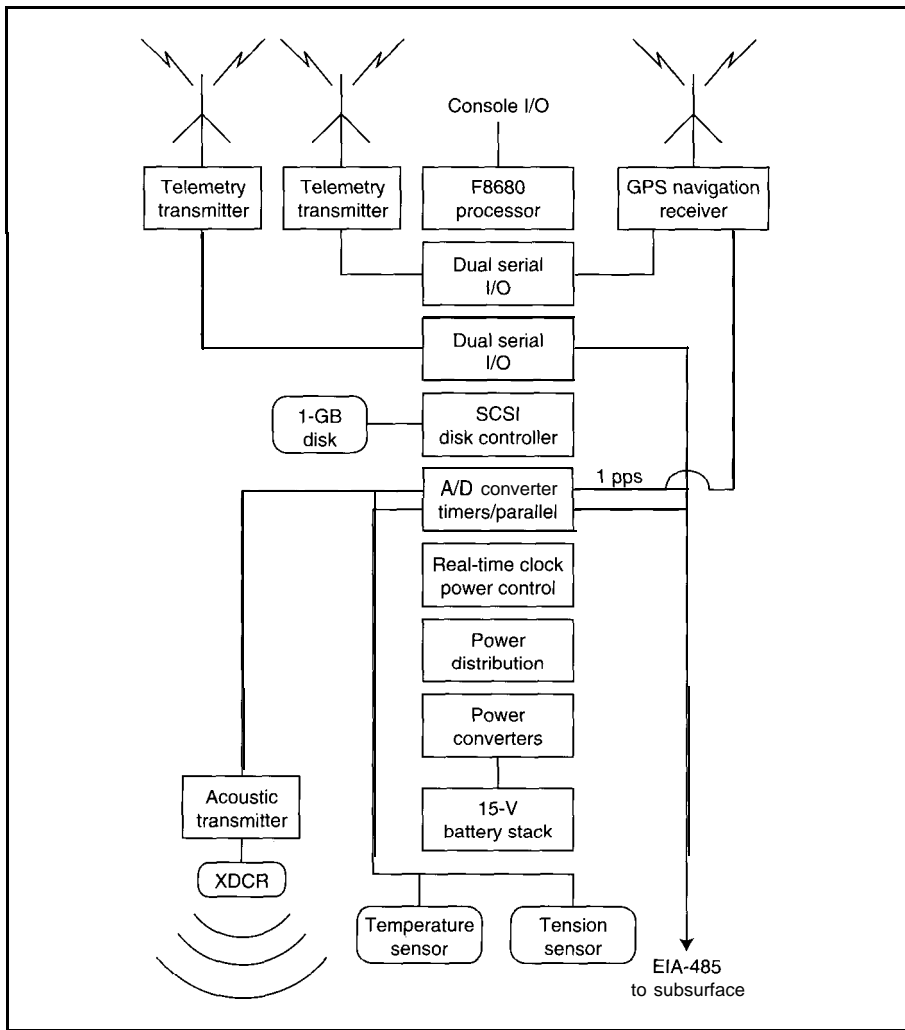 Console I/O
Telemetry
transmitter
Telemetry
transmitter
F8680
processor
GPS navigation
receiver
Dual serial
I/O
Dual serial
I/O
1-GB
disk
SCSI
disk controller
A/D converter
timers/parallel
1 pps
Real-time clock
power control
Power
distribution
Power
converters
15-V
battery stack
Acoustic
transmitter
XDCR
Temperature
sensor
Tension
sensor
EIA-485
to subsurface